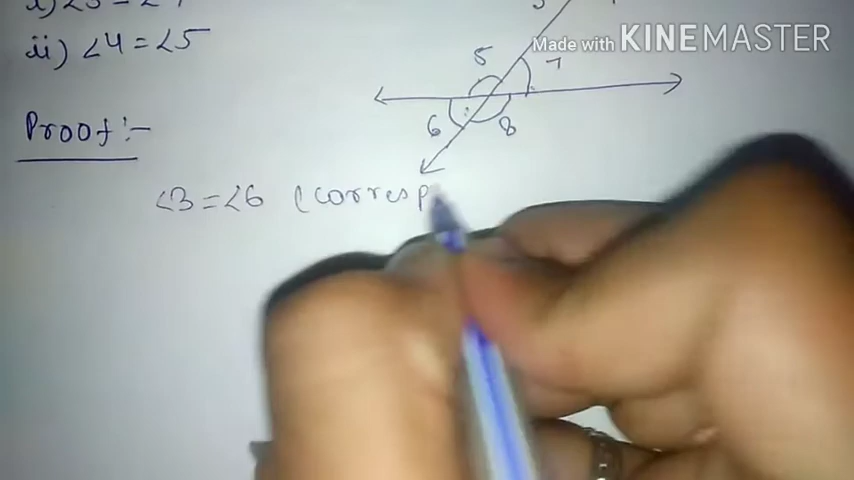 ii) ∠4 = ∠5
Made with KINEMASTER
5
7
6
8
Proof :-
∠3 = ∠6 (corresp